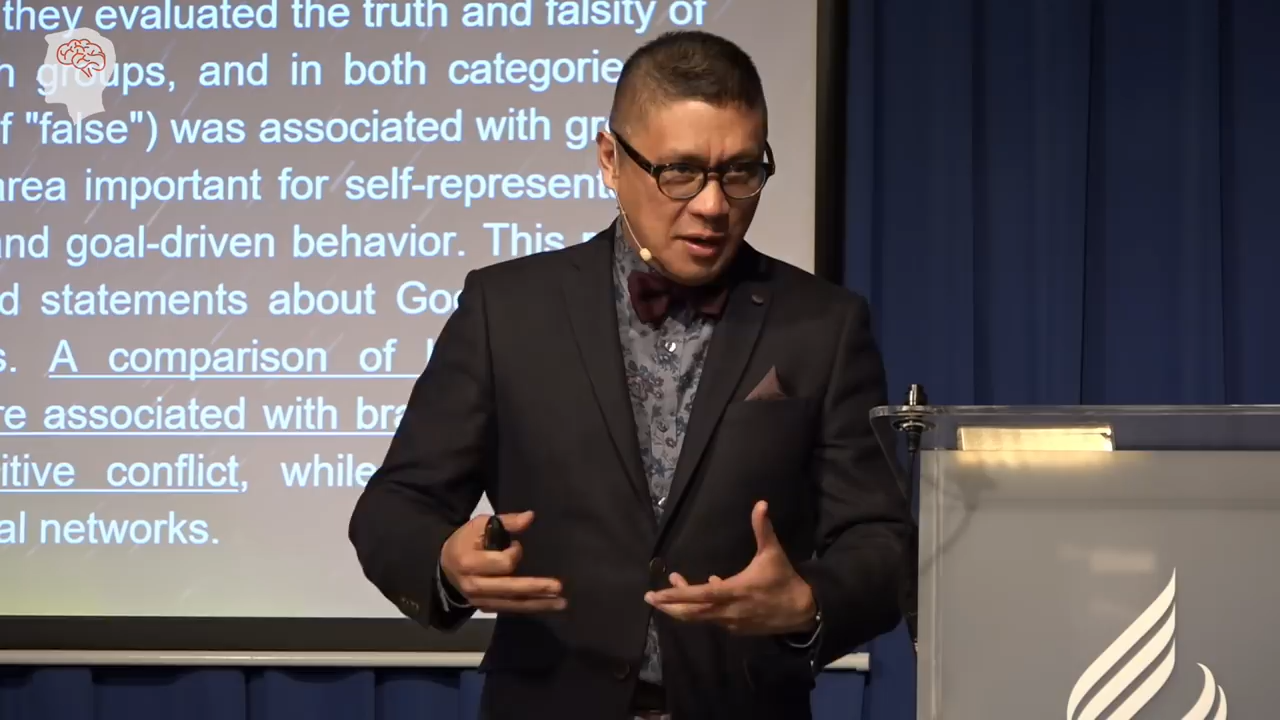 they evaluated the truth and falsity of
groups, and in both categorie
"false") was associated with gr
area important for self-represent
and goal-driven behavior. This
statements about Go
A comparison of
associated with bra
itive conflict, while
al networks.